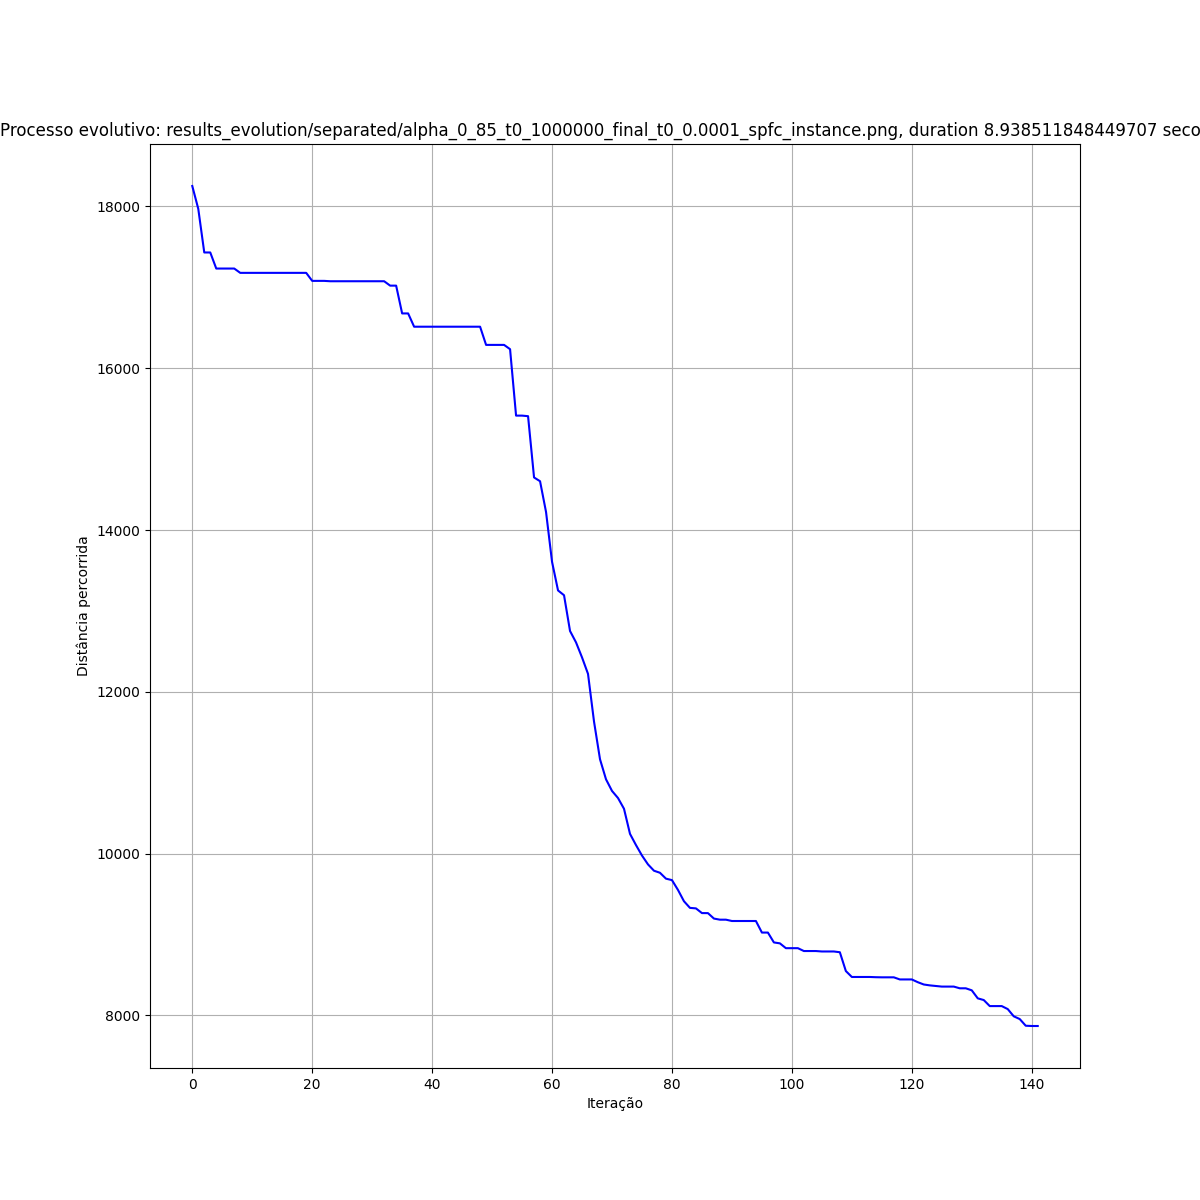 Processo evolutivo: results_evolution/separated/alpha_0_85_t0_1000000_final_t0_0.0001_spfc_instance.png, duration 8.938511848449707 seco
18000
16000
14000
12000
10000
8000
Distância percorrida
0 20 40 60 80 100 120 140
Iteração